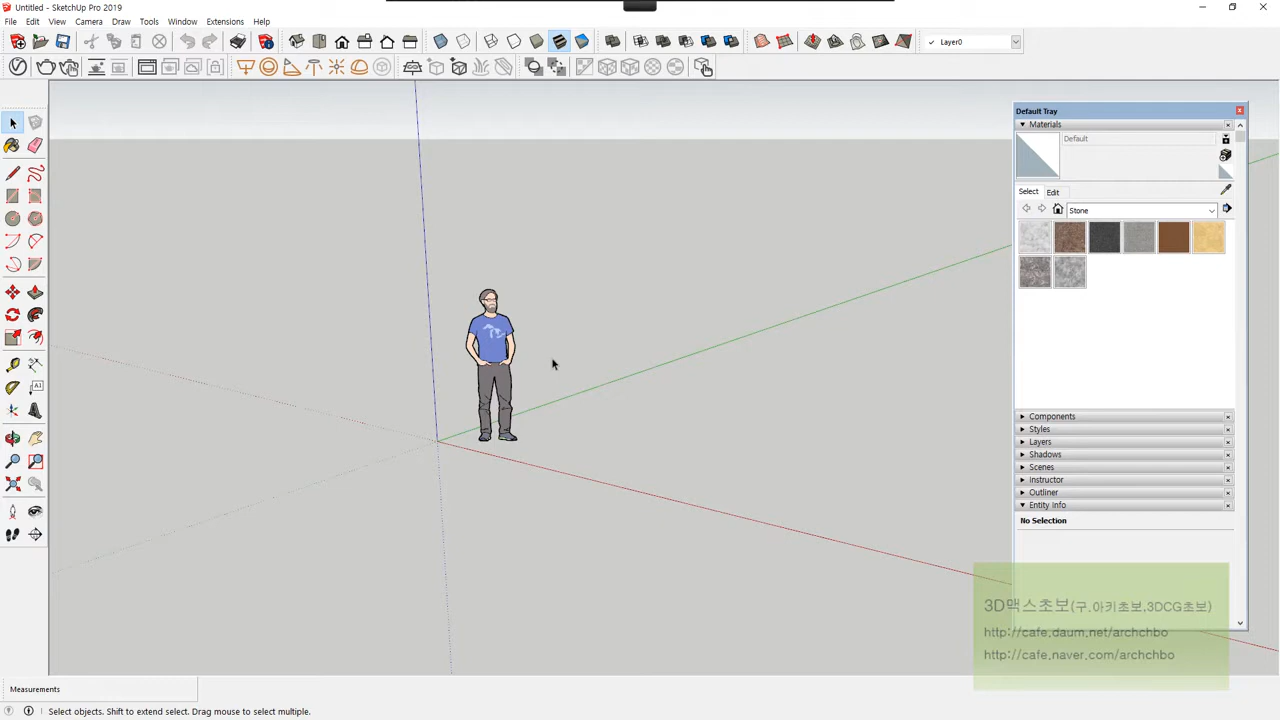 Untitled - SketchUp Pro 2019
File Edit View Camera Draw Tools Window Extensions Help
Layer0
Default Tray
Materials
Default
Select Edit
Stone
Components
Styles
Layers
Shadows
Scenes
Instructor
Outliner
Entity Info
No Selection
3D맥스초보(구.아키초보,3DCG초보)
http://cafe.daum.net/archchbo
http://cafe.naver.com/archchbo
Measurements
Select objects. Shift to extend select. Drag mouse to select multiple.